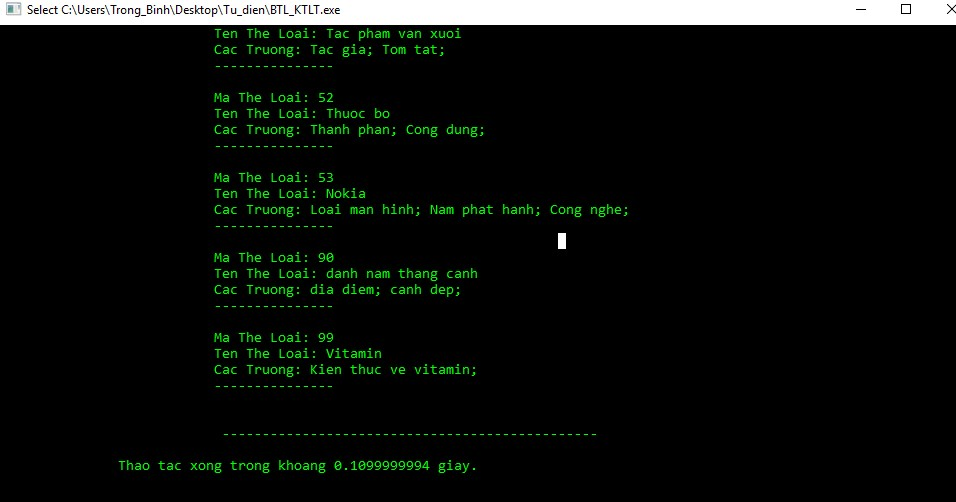 Select C:\Users\Trong_Binh\Desktop\Tu_dien\BTL_KTLT.exe
Ten The Loai: Tac pham van xuoi
Cac Truong: Tac gia; Tom tat;
---------------
Ma The Loai: 52
Ten The Loai: Thuoc bo
Cac Truong: Thanh phan; Cong dung;
---------------
Ma The Loai: 53
Ten The Loai: Nokia
Cac Truong: Loai man hinh; Nam phat hanh; Cong nghe;
---------------
Ma The Loai: 90
Ten The Loai: danh nam thang canh
Cac Truong: dia diem; canh dep;
---------------
Ma The Loai: 99
Ten The Loai: Vitamin
Cac Truong: Kien thuc ve vitamin;
---------------
-----------------------------------------------
Thao tac xong trong khoang 0.1099999994 giay.